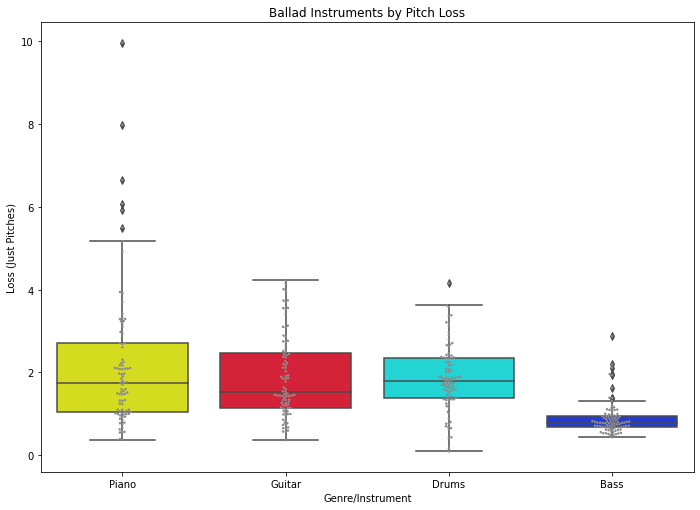 Ballad Instruments by Pitch Loss
10
8
6
4
2
0
Loss (Just Pitches)
Piano
Guitar
Drums
Bass
Genre/Instrument